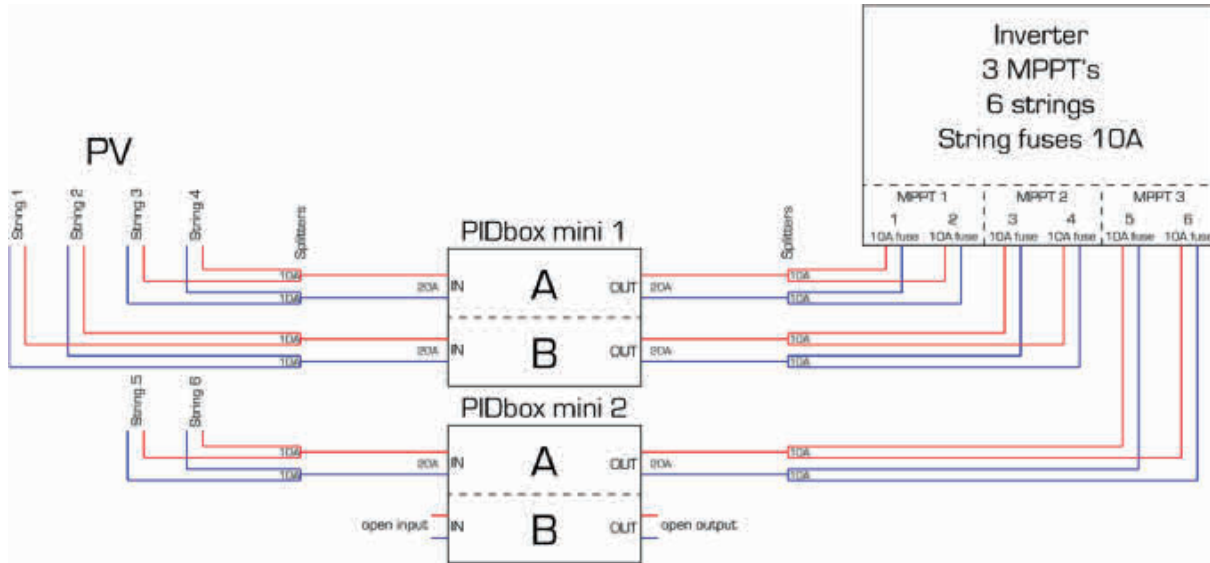 Inverter
3 MPPT's
6 strings
String fuses 10A
PV
String 1
String 2
String 3
String 4
Splitters
PIDbox mini 1
Splitters
MPPT 1
MPPT 2
MPPT 3
1
2
3
4
5
6
10A fuse
10A fuse
10A fuse
10A fuse
10A fuse
10A fuse
10A
10A
20A
IN
A
OUT
20A
10A
10A
10A
10A
20A
IN
B
OUT
20A
10A
10A
String 5
String 6
PIDbox mini 2
10A
10A
20A
IN
A
OUT
20A
10A
10A
open input
IN
B
OUT
open output